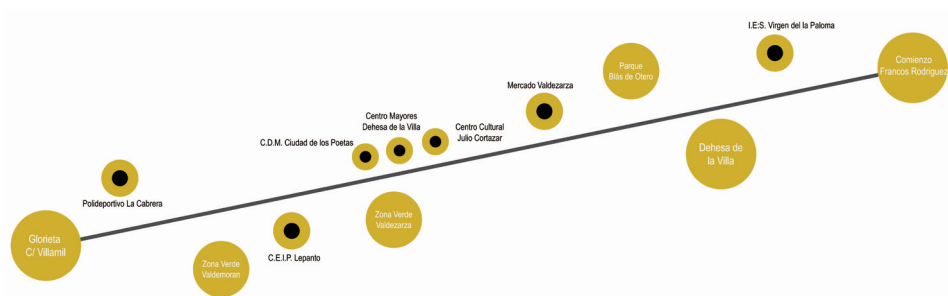 I.E:S. Virgen del la Paloma
Comienzo
Francos Rodriguez
Parque
Blás de Otero
Mercado Valdezarza
Centro Mayores
Dehesa de la Villa
Centro Cultural
Julio Cortazar
C.D.M. Ciudad de los Poetas
Dehesa de
la Villa
Polideportivo La Cabrera
Zona Verde
Valdezarza
Glorieta
C/ Villamil
C.E.I.P. Lepanto
Zona Verde
Valdemoran